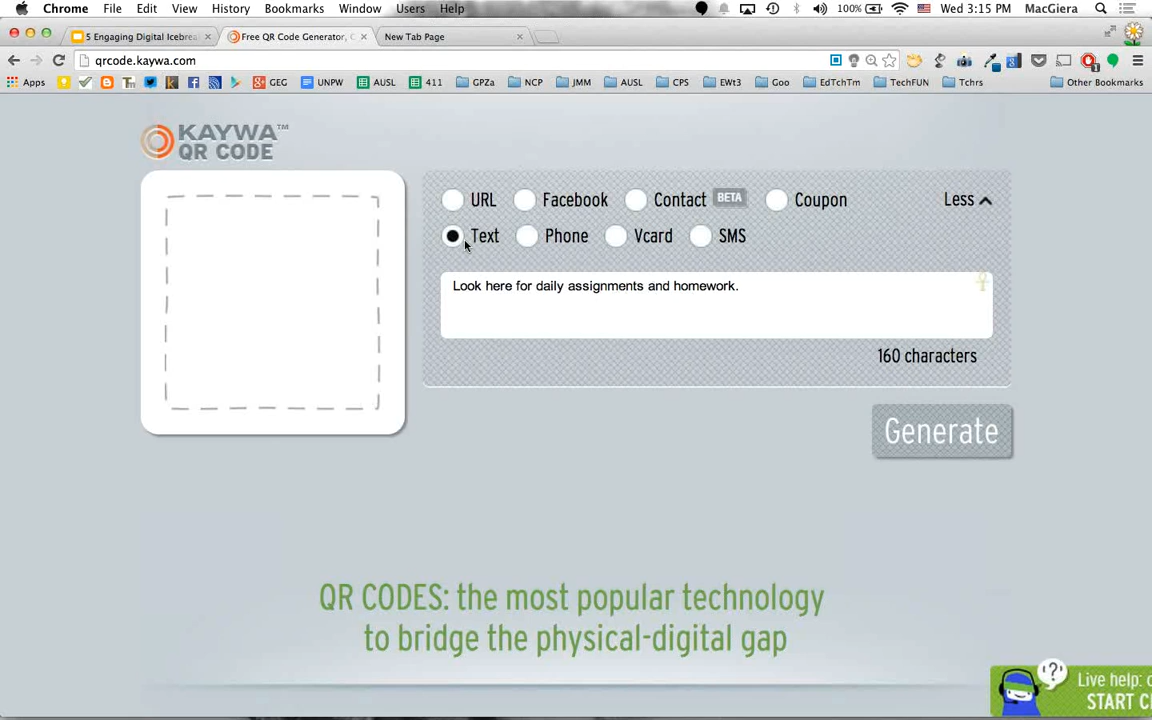 Chrome File Edit View History Bookmarks Window Users Help 100% Wed 3:15 PM MacGiera
5 Engaging Digital Icebrea Free QR Code Generator, C New Tab Page
qrcode.kaywa.com
Apps GEG UNPW AUSL 411 GPZa NCP JMM AUSL CPS EWt3 Goo EdTchTm TechFUN Tchrs Other Bookmarks
KAYWA™
QR CODE
URL Facebook Contact BETA Coupon Less
Text Phone Vcard SMS
Look here for daily assignments and homework.
160 characters
Generate
QR CODES: the most popular technology
to bridge the physical-digital gap
Live help:
START